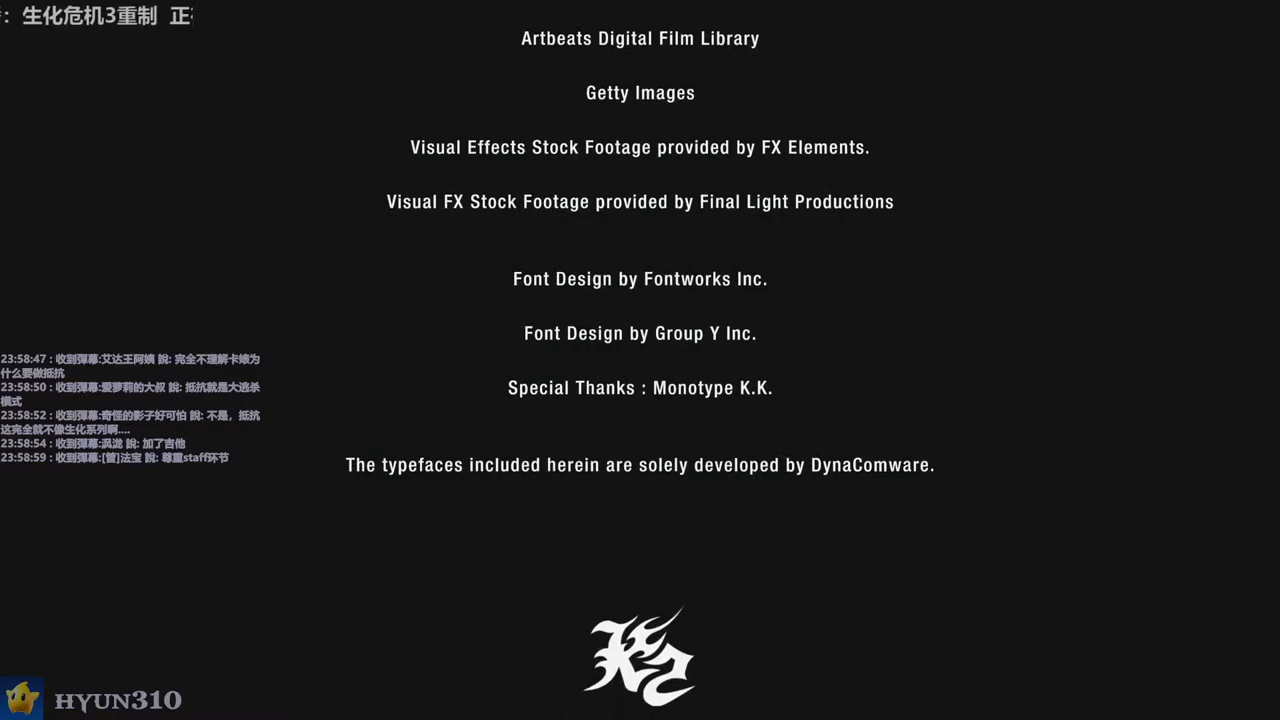 ：生化危机3重制 正
Artbeats Digital Film Library
Getty Images
Visual Effects Stock Footage provided by FX Elements.
Visual FX Stock Footage provided by Final Light Productions
Font Design by Fontworks Inc.
Font Design by Group Y Inc.
Special Thanks : Monotype K.K.
The typefaces included herein are solely developed by DynaComware.
23:58:47 : 收到彈幕:艾达王阿姨 說: 完全不理解卡婊为
什么要做抵抗
23:58:50 : 收到彈幕:愛萝莉的大叔 說: 抵抗就是大逃杀
模式
23:58:52 : 收到彈幕:奇怪的影子好可怕 說: 不是，抵抗
这完全就不像生化系列啊....
23:58:54 : 收到彈幕:沨泷 說: 加了吉他
23:58:59 : 收到彈幕:[管]法宝 說: 尊重staff环节
K2
HYUN310